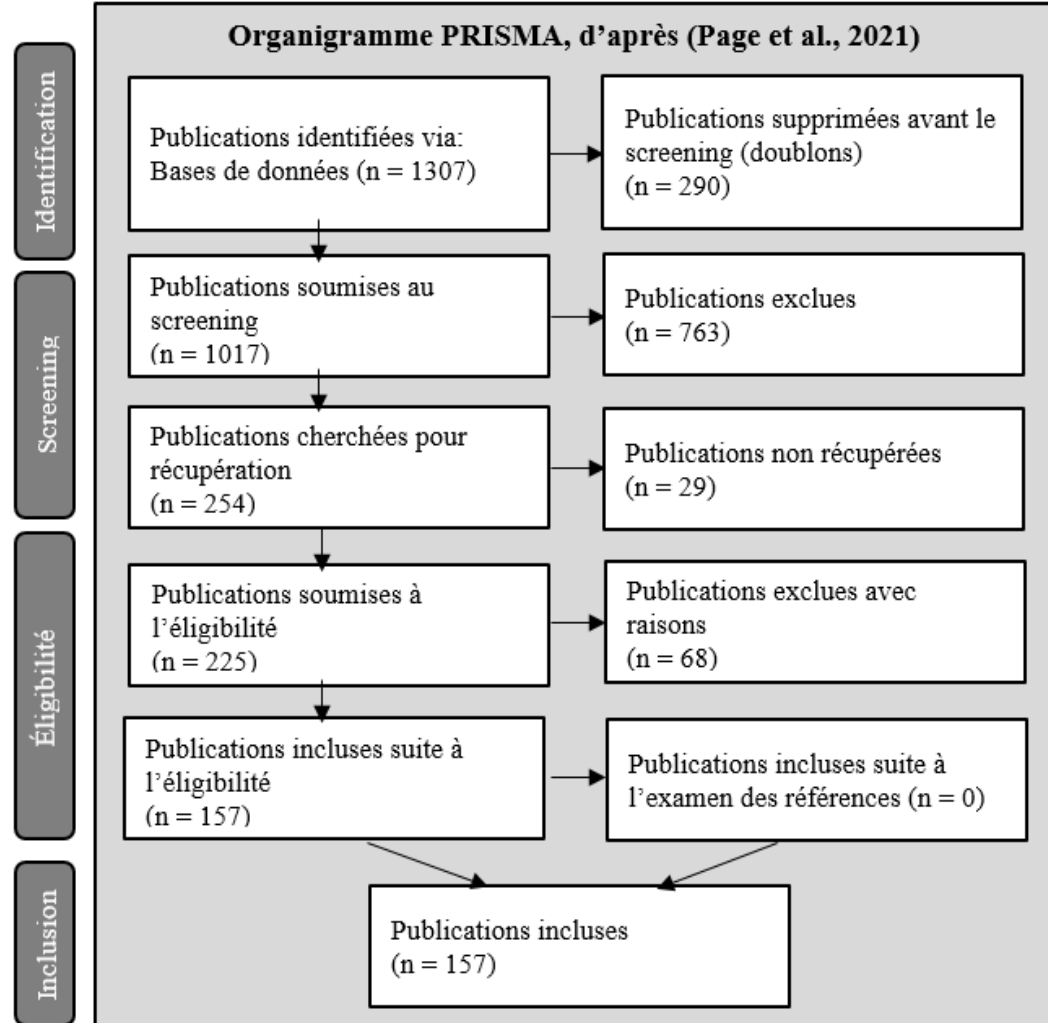 Organigramme PRISMA, d'après (Page et al., 2021)
Identification
Publications identifiées via:
Bases de données (n = 1307)
Publications supprimées avant le
screening (doublons)
(n = 290)
Screening
Publications soumises au
screening
(n = 1017)
Publications exclues
(n = 763)
Publications cherchées pour
récupération
(n = 254)
Publications non récupérées
(n = 29)
Éligibilité
Publications soumises à
l'éligibilité
(n = 225)
Publications exclues avec
raisons
(n = 68)
Publications incluses suite à
l'éligibilité
(n = 157)
Publications incluses suite à
l'examen des références (n = 0)
Inclusion
Publications incluses
(n = 157)